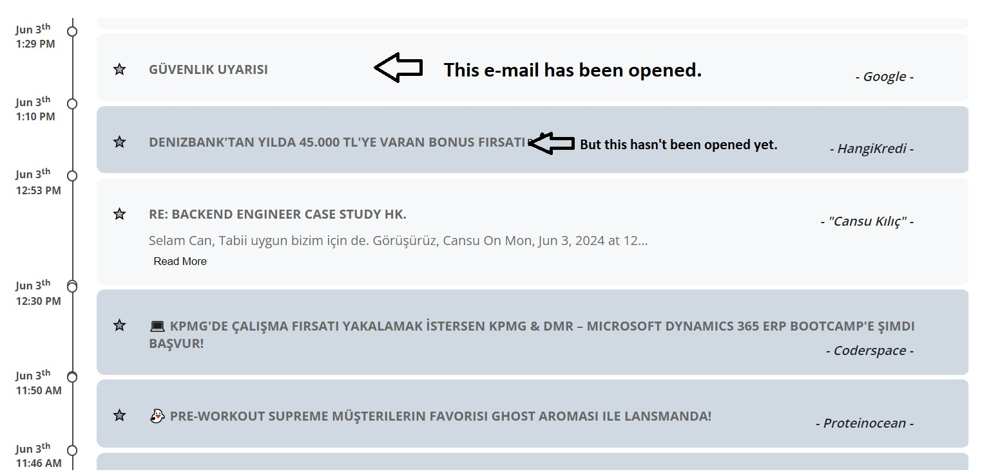 Jun 3th
1:29 PM
GÜVENLIK UYARISI
This e-mail has been opened.
- Google -
Jun 3th
1:10 PM
DENIZBANK'TAN YILDA 45.000 TL'YE VARAN BONUS FIRSATI
But this hasn't been opened yet.
- HangiKredi -
Jun 3th
12:53 PM
RE: BACKEND ENGINEER CASE STUDY HK.
- "Cansu Kılıç" -
Selam Can, Tabii uygun bizim için de. Görüşürüz, Cansu On Mon, Jun 3, 2024 at 12...
Read More
Jun 3th
12:30 PM
KPMG'DE ÇALIŞMA FIRSATI YAKALAMAK İSTERSEN KPMG & DMR – MICROSOFT DYNAMICS 365 ERP BOOTCAMP'E ŞIMDI
BAŞVUR!
- Coderspace -
Jun 3th
11:50 AM
PRE-WORKOUT SUPREME MÜŞTERILERIN FAVORISI GHOST AROMASI ILE LANSMANDA!
- Proteinocean -
Jun 3th
11:46 AM